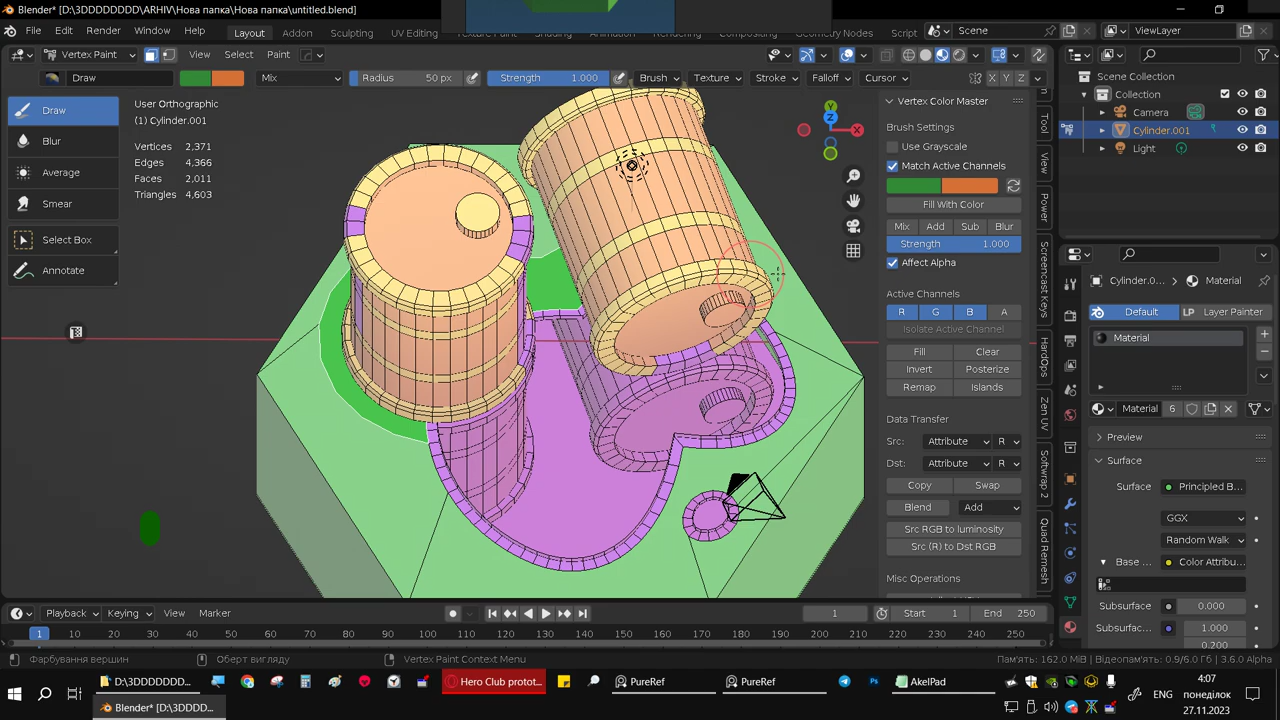 Blender* [D:\3DDDDDDDD\ARHIV\Нова папка\Нова папка\untitled.blend]
File Edit Render Window Help Layout Addon Sculpting UV Editing Script Scene ViewLayer
Vertex Paint View Select Paint
Draw Mix Radius 50 px Strength 1.000 Brush Texture Stroke Falloff Cursor X Y Z
Draw
Blur
Average
Smear
Select Box
Annotate
User Orthographic
(1) Cylinder.001
Vertices 2,371
Edges 4,366
Faces 2,011
Triangles 4,603
Y
Z
X
Vertex Color Master
Brush Settings
Use Grayscale
Match Active Channels
Fill With Color
Mix Add Sub Blur
Strength 1.000
Affect Alpha
Active Channels
R G B A
Isolate Active Channel
Fill Clear
Invert Posterize
Remap Islands
Data Transfer
Src: Attribute R
Dst: Attribute R
Copy Swap
Blend Add
Src RGB to luminosity
Src (R) to Dst RGB
Misc Operations
Tool
View
Power
Screencast Keys
HardOps
Zen UV
Softwrap 2
Quad Remesh
Scene Collection
Collection
Camera
Cylinder.001
Light
Cylinder.0... Material
Default LP Layer Painter
Material
Material 6
Preview
Surface
Surface Principled B...
GGX
Random Walk
Base ... Color Attribu...
Subsurface 0.000
Subsurfac... 1.000
0.200
Playback Keying View Marker 1 Start 1 End 250
1 10 20 30 40 50 60 70 80 90 100 110 120 130 140 150 160 170 180 190 200 210 220 230 240 250
Фарбування вершин Оберт вигляду Vertex Paint Context Menu Пам'ять: 162.0 MiB | Відеопам'ять: 0.9/6.0 Гб | 3.6.0 Alpha
D:\3DDDDDDD... Hero Club protot... PureRef PureRef AkelPad ENG 4:07
понеділок
Blender* [D:\3DDDD... 27.11.2023